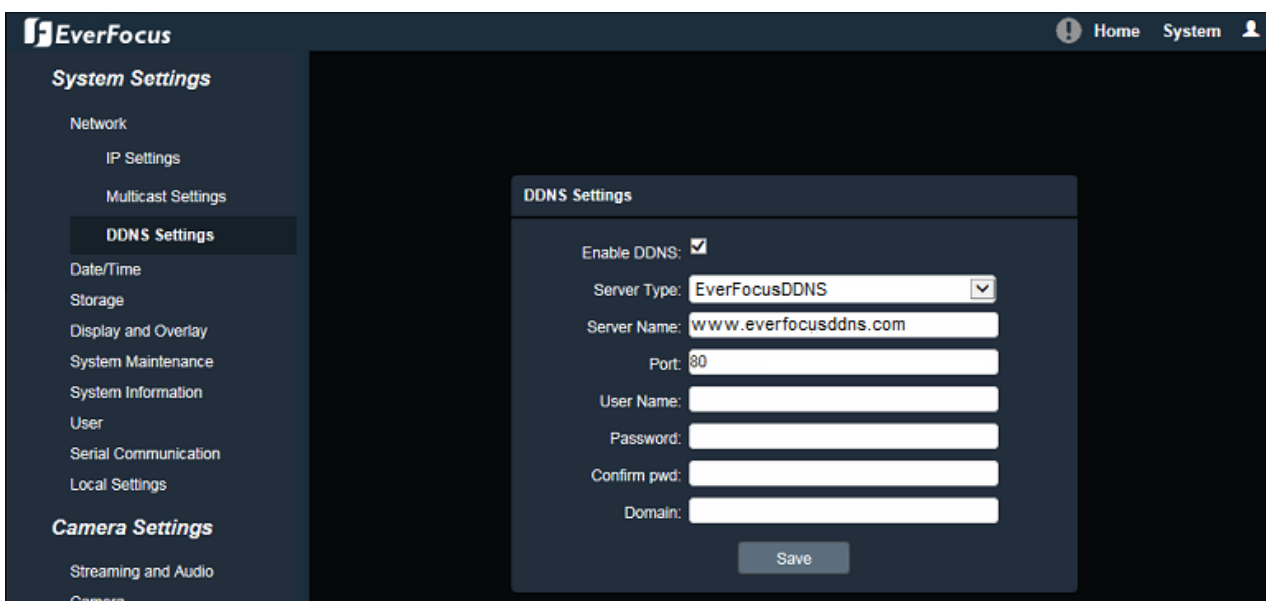 EverFocus
Home System
System Settings
Network
IP Settings
Multicast Settings
DDNS Settings
Date/Time
Storage
Display and Overlay
System Maintenance
System Information
User
Serial Communication
Local Settings
Camera Settings
Streaming and Audio
Camera
DDNS Settings
Enable DDNS:
Server Type: EverFocusDDNS
Server Name: www.everfocusddns.com
Port: 80
User Name:
Password:
Confirm pwd:
Domain:
Save